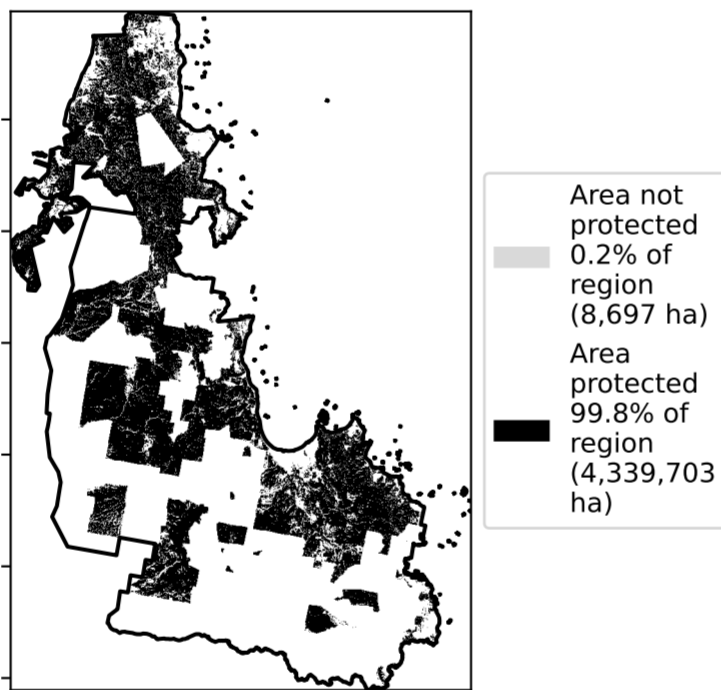 Area not
protected
0.2% of
region
(8,697 ha)
Area
protected
99.8% of
region
(4,339,703
ha)